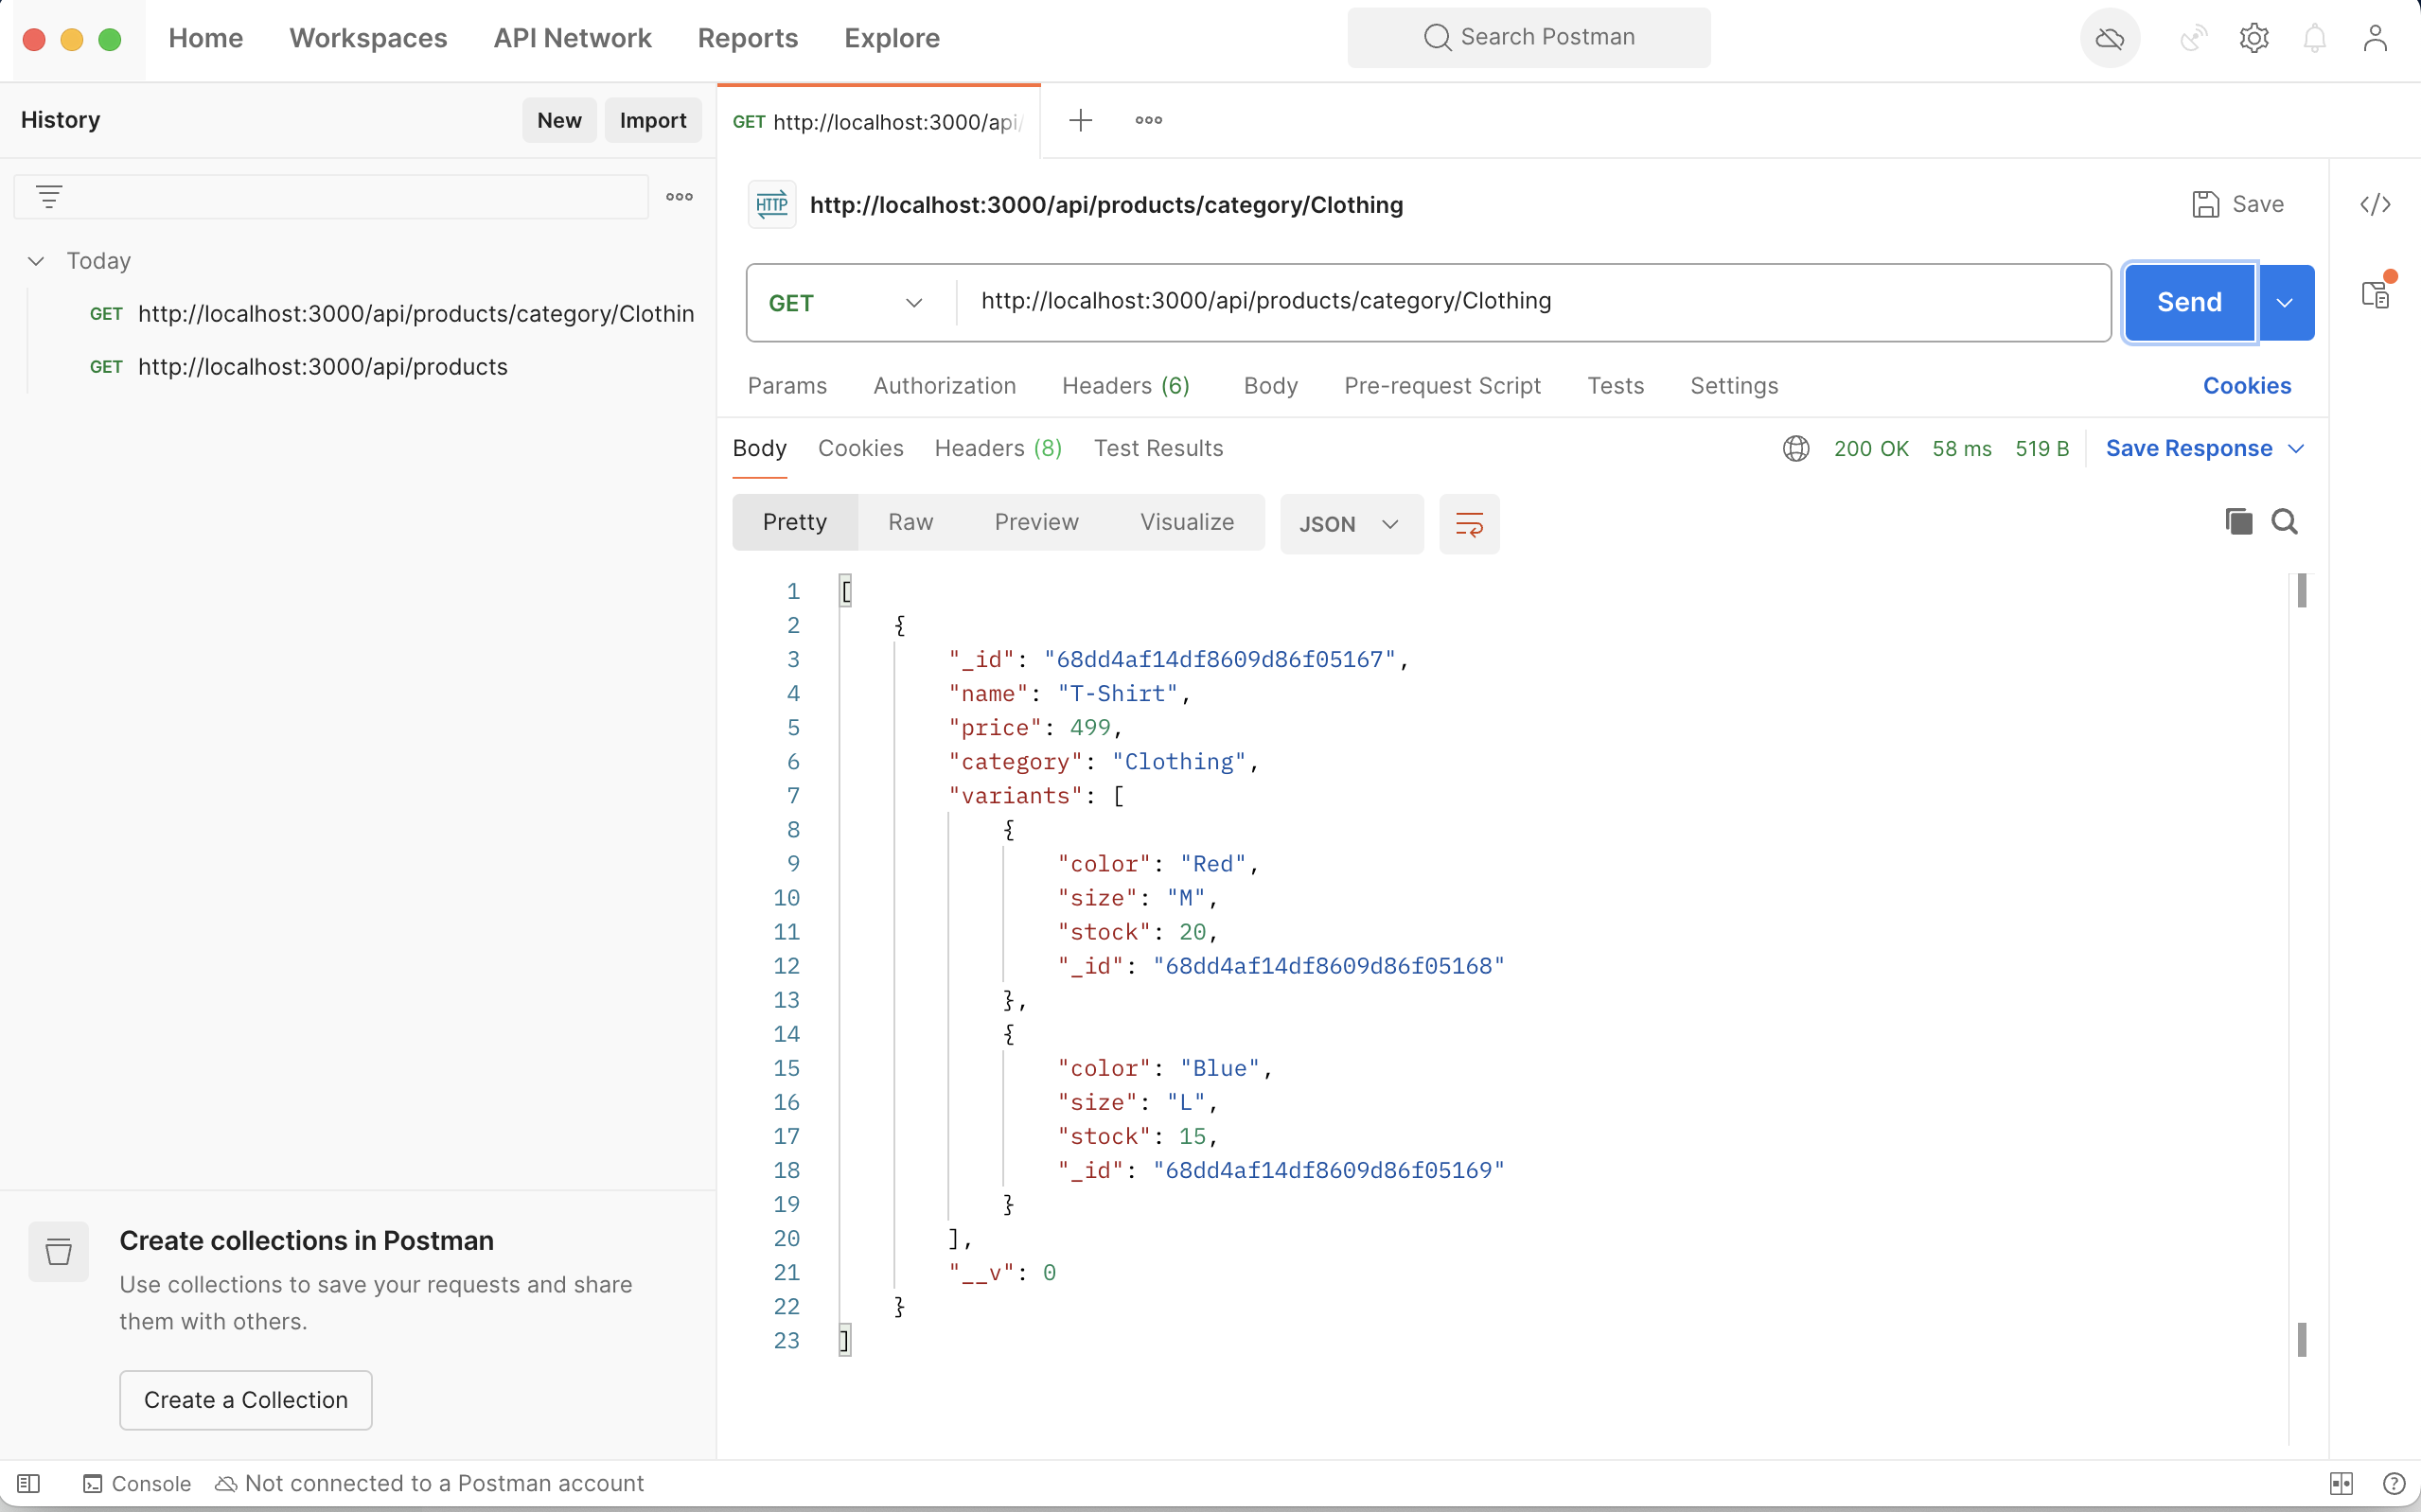 Home Workspaces API Network Reports Explore Search Postman
History New Import
GET http://localhost:3000/api/
Today
GET http://localhost:3000/api/products/category/Clothin
GET http://localhost:3000/api/products
Create collections in Postman
Use collections to save your requests and share
them with others.
Create a Collection
HTTP http://localhost:3000/api/products/category/Clothing Save
GET http://localhost:3000/api/products/category/Clothing Send
Params Authorization Headers (6) Body Pre-request Script Tests Settings Cookies
Body Cookies Headers (8) Test Results 200 OK 58 ms 519 B Save Response
Pretty Raw Preview Visualize JSON
1 [
2 {
3 "_id": "68dd4af14df8609d86f05167",
4 "name": "T-Shirt",
5 "price": 499,
6 "category": "Clothing",
7 "variants": [
8 {
9 "color": "Red",
10 "size": "M",
11 "stock": 20,
12 "_id": "68dd4af14df8609d86f05168"
13 },
14 {
15 "color": "Blue",
16 "size": "L",
17 "stock": 15,
18 "_id": "68dd4af14df8609d86f05169"
19 }
20 ],
21 "__v": 0
22 }
23 ]
Console Not connected to a Postman account